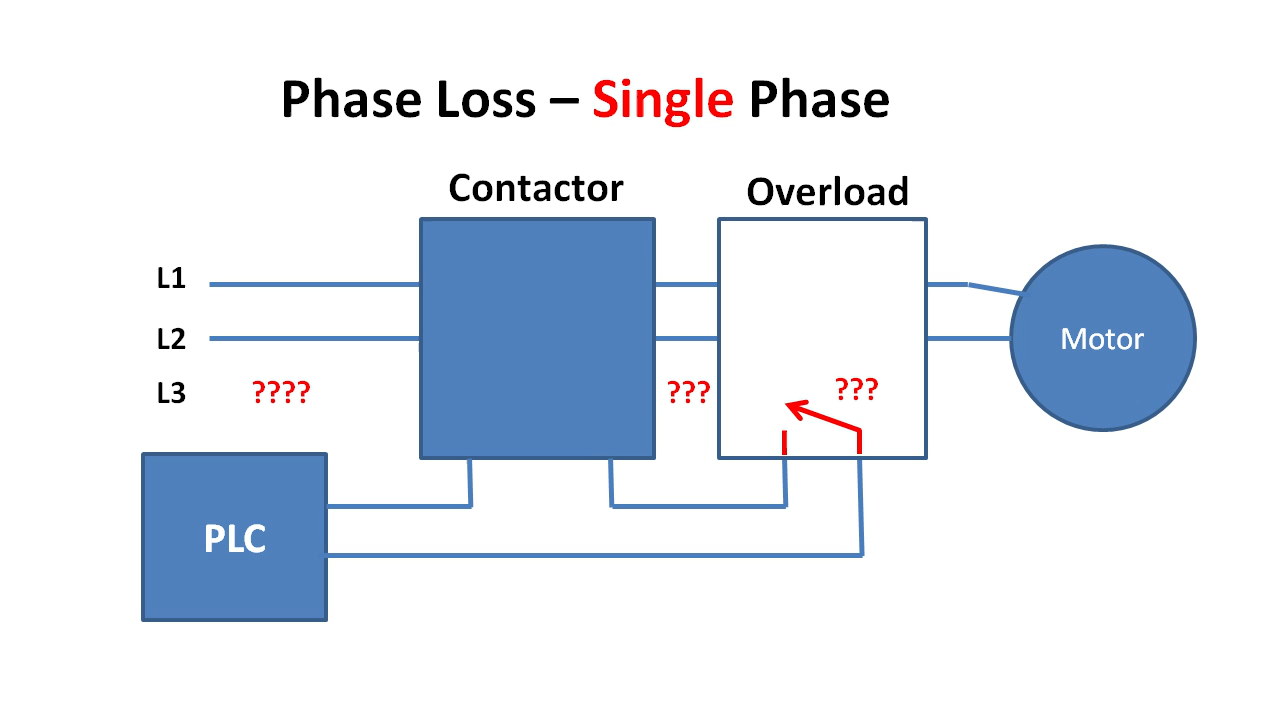 Phase Loss – Single Phase
Contactor
Overload
L1
L2
L3
????
???
???
Motor
PLC